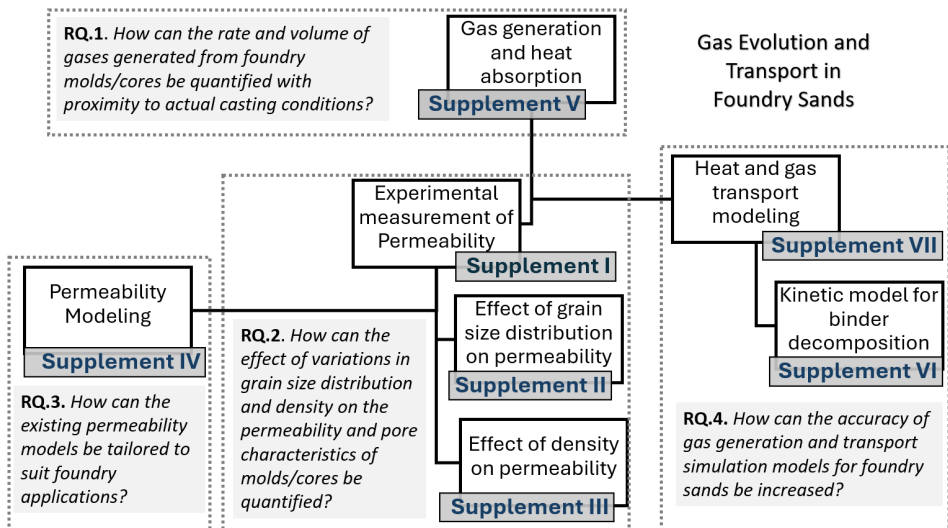 RQ.1. How can the rate and volume of
gases generated from foundry
molds/cores be quantified with
proximity to actual casting conditions?
Gas generation
and heat
absorption
Supplement V
Gas Evolution and
Transport in
Foundry Sands
Experimental
measurement of
Permeability
Supplement I
Heat and gas
transport
modeling
Supplement VII
Permeability
Modeling
Supplement IV
RQ.3. How can the
existing permeability
models be tailored to
suit foundry
applications?
RQ.2. How can the
effect of variations in
grain size distribution
and density on the
permeability and pore
characteristics of
molds/cores be
quantified?
Effect of grain
size distribution
on permeability
Supplement II
Effect of density
on permeability
Supplement III
Kinetic model for
binder
decomposition
Supplement VI
RQ.4. How can the accuracy of
gas generation and transport
simulation models for foundry
sands be increased?